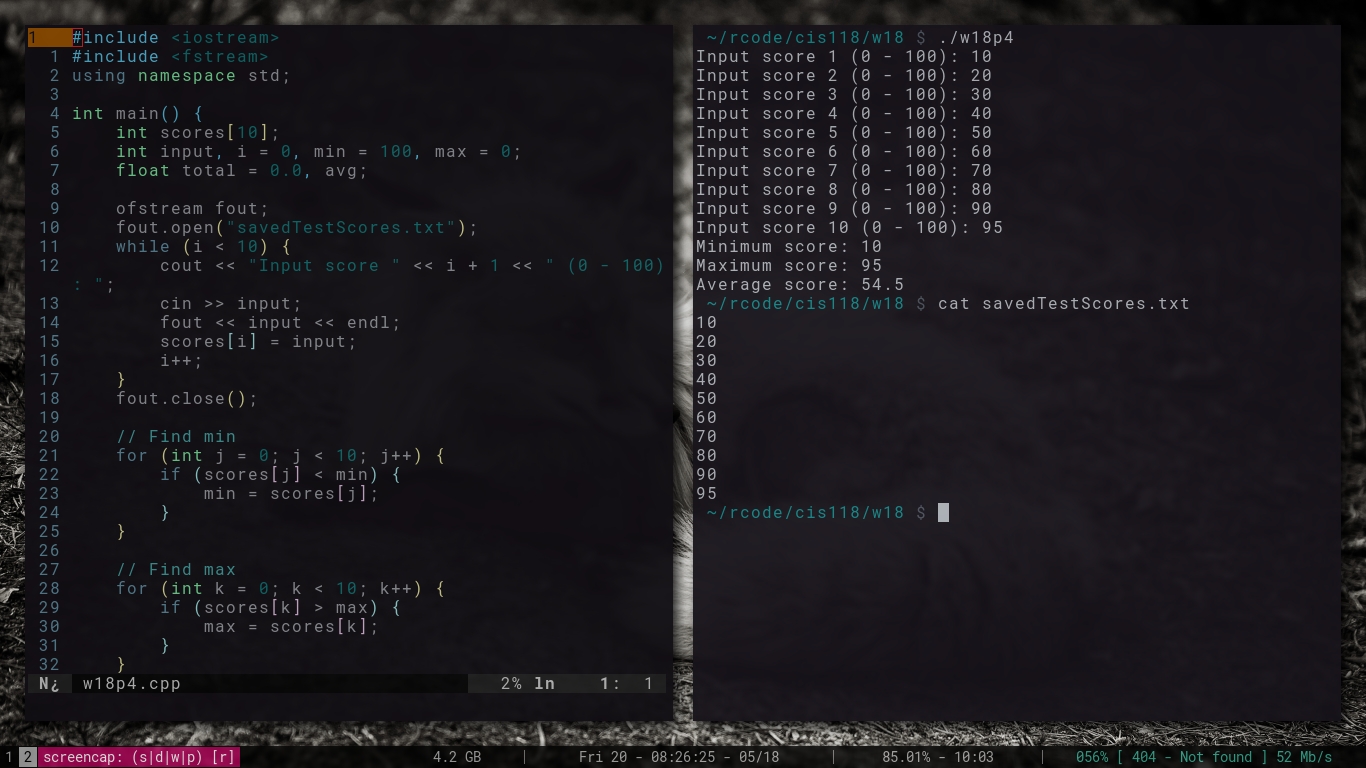 1 #include <iostream>
1 #include <fstream>
2 using namespace std;
3
4 int main() {
5     int scores[10];
6     int input, i = 0, min = 100, max = 0;
7     float total = 0.0, avg;
8
9     ofstream fout;
10     fout.open("savedTestScores.txt");
11     while (i < 10) {
12         cout << "Input score " << i + 1 << " (0 - 100)
: ";
13         cin >> input;
14         fout << input << endl;
15         scores[i] = input;
16         i++;
17     }
18     fout.close();
19
20     // Find min
21     for (int j = 0; j < 10; j++) {
22         if (scores[j] < min) {
23             min = scores[j];
24         }
25     }
26
27     // Find max
28     for (int k = 0; k < 10; k++) {
29         if (scores[k] > max) {
30             max = scores[k];
31         }
32     }
N¿ w18p4.cpp 2% ln 1: 1
~/rcode/cis118/w18 $ ./w18p4
Input score 1 (0 - 100): 10
Input score 2 (0 - 100): 20
Input score 3 (0 - 100): 30
Input score 4 (0 - 100): 40
Input score 5 (0 - 100): 50
Input score 6 (0 - 100): 60
Input score 7 (0 - 100): 70
Input score 8 (0 - 100): 80
Input score 9 (0 - 100): 90
Input score 10 (0 - 100): 95
Minimum score: 10
Maximum score: 95
Average score: 54.5
~/rcode/cis118/w18 $ cat savedTestScores.txt
10
20
30
40
50
60
70
80
90
95
~/rcode/cis118/w18 $
1 2 screencap: (s|d|w|p) [r] 4.2 GB | Fri 20 - 08:26:25 - 05/18 | 85.01% - 10:03 | 056% [ 404 - Not found ] 52 Mb/s